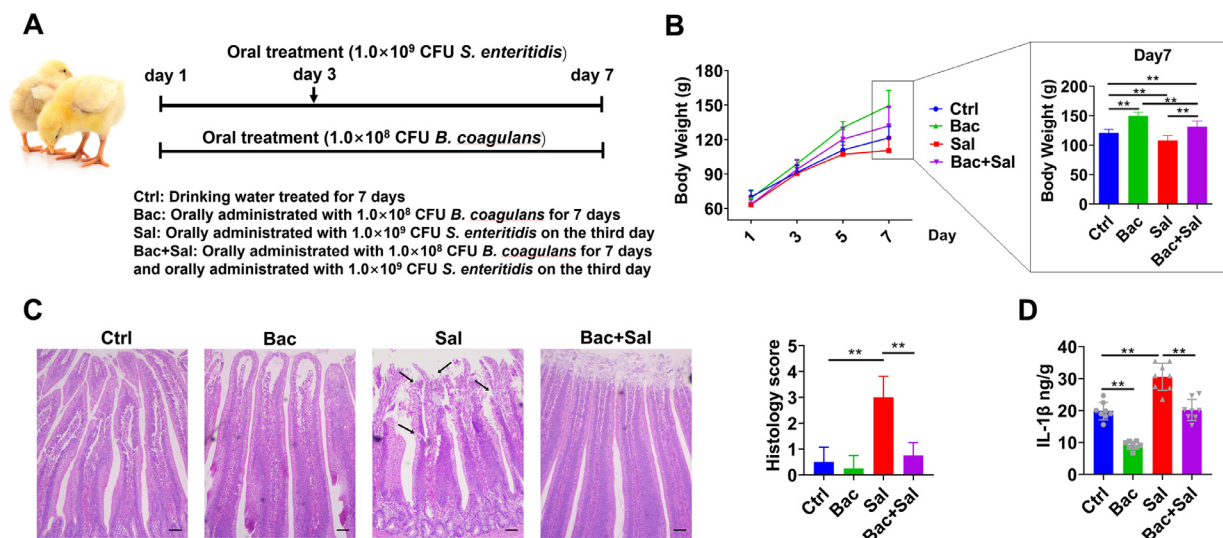 A
Oral treatment (1.0×10⁹ CFU S. enteritidis)
day 1
day 3
day 7
Oral treatment (1.0×10⁸ CFU B. coagulans)
Ctrl: Drinking water treated for 7 days
Bac: Orally administrated with 1.0×10⁸ CFU B. coagulans for 7 days
Sal: Orally administrated with 1.0×10⁹ CFU S. enteritidis on the third day
Bac+Sal: Orally administrated with 1.0×10⁸ CFU B. coagulans for 7 days
and orally administrated with 1.0×10⁹ CFU S. enteritidis on the third day
B
Body Weight (g)
180
150
120
90
60
1
3
5
7
Day
Ctrl
Bac
Sal
Bac+Sal
Day7
Body Weight (g)
200
150
100
50
0
**
**
** **
**
**
Ctrl
Bac
Sal
Bac+Sal
C
Ctrl
Bac
Sal
Bac+Sal
Histology score
5
4
3
2
1
0
** **
Ctrl
Bac
Sal
Bac+Sal
D
IL-1β ng/g
40
30
20
10
0
** **
**
Ctrl
Bac
Sal
Bac+Sal